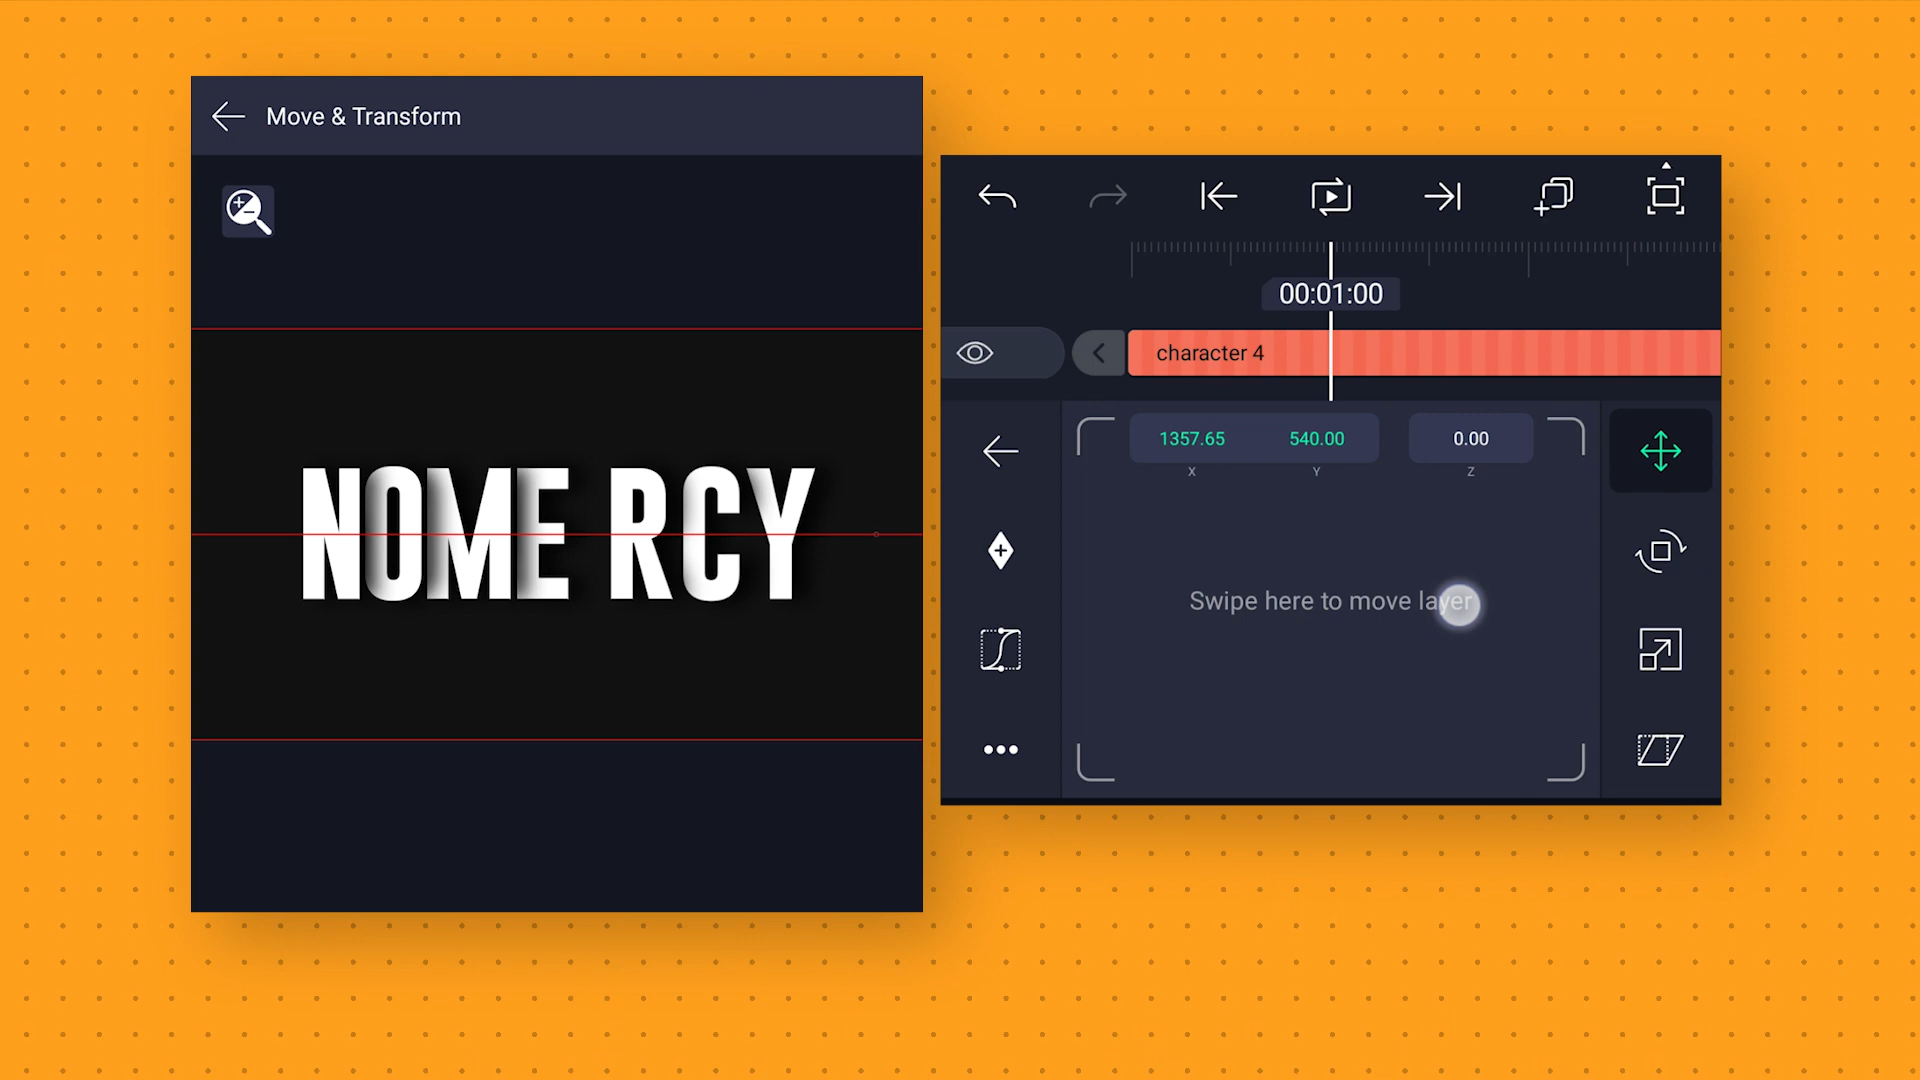 Move & Transform
NOME RCY
00:01:00
character 4
1357.65 540.00 0.00
X Y Z
Swipe here to move layer